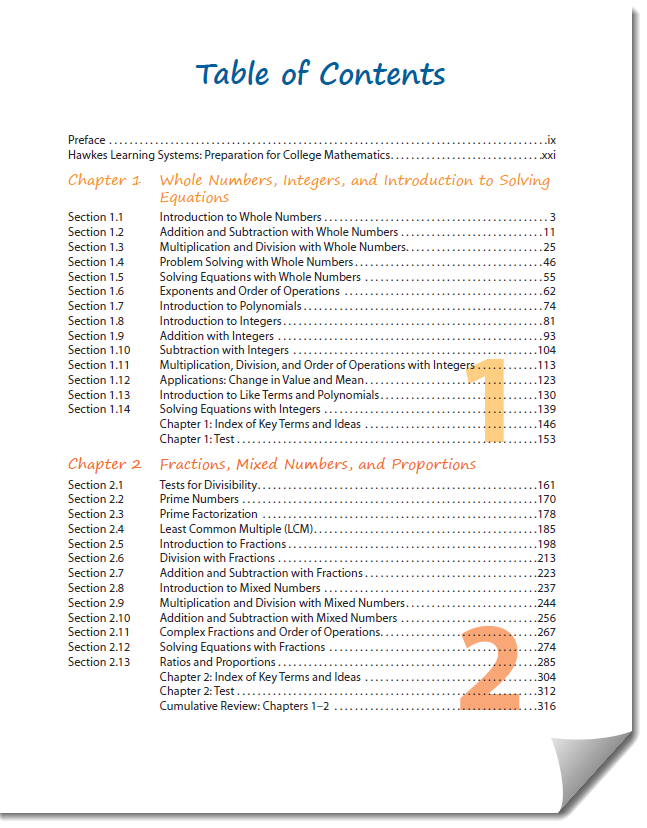 Table of Contents
Preface ........................................ix
Hawkes Learning Systems: Preparation for College Mathematics..............................xxi
Chapter 1 Whole Numbers, Integers, and Introduction to Solving
Equations
Section 1.1 Introduction to Whole Numbers ........................................ 3
Section 1.2 Addition and Subtraction with Whole Numbers ..............................11
Section 1.3 Multiplication and Division with Whole Numbers..............................25
Section 1.4 Problem Solving with Whole Numbers..............................46
Section 1.5 Solving Equations with Whole Numbers ..............................55
Section 1.6 Exponents and Order of Operations ..............................62
Section 1.7 Introduction to Polynomials..............................74
Section 1.8 Introduction to Integers..............................81
Section 1.9 Addition with Integers ..............................93
Section 1.10 Subtraction with Integers ..............................104
Section 1.11 Multiplication, Division, and Order of Operations with Integers............113
Section 1.12 Applications: Change in Value and Mean..............................123
Section 1.13 Introduction to Like Terms and Polynomials..............................130
Section 1.14 Solving Equations with Integers ..............................139
Chapter 1: Index of Key Terms and Ideas ..............................146
Chapter 1: Test ..............................153
1
Chapter 2 Fractions, Mixed Numbers, and Proportions
Section 2.1 Tests for Divisibility..............................161
Section 2.2 Prime Numbers ..............................170
Section 2.3 Prime Factorization ..............................178
Section 2.4 Least Common Multiple (LCM)..............................185
Section 2.5 Introduction to Fractions..............................198
Section 2.6 Division with Fractions ..............................213
Section 2.7 Addition and Subtraction with Fractions..............................223
Section 2.8 Introduction to Mixed Numbers ..............................237
Section 2.9 Multiplication and Division with Mixed Numbers..............................244
Section 2.10 Addition and Subtraction with Mixed Numbers ..............................256
Section 2.11 Complex Fractions and Order of Operations..............................267
Section 2.12 Solving Equations with Fractions ..............................274
Section 2.13 Ratios and Proportions..............................285
Chapter 2: Index of Key Terms and Ideas ..............................304
Chapter 2: Test ..............................312
Cumulative Review: Chapters 1–2 ..............................316
2